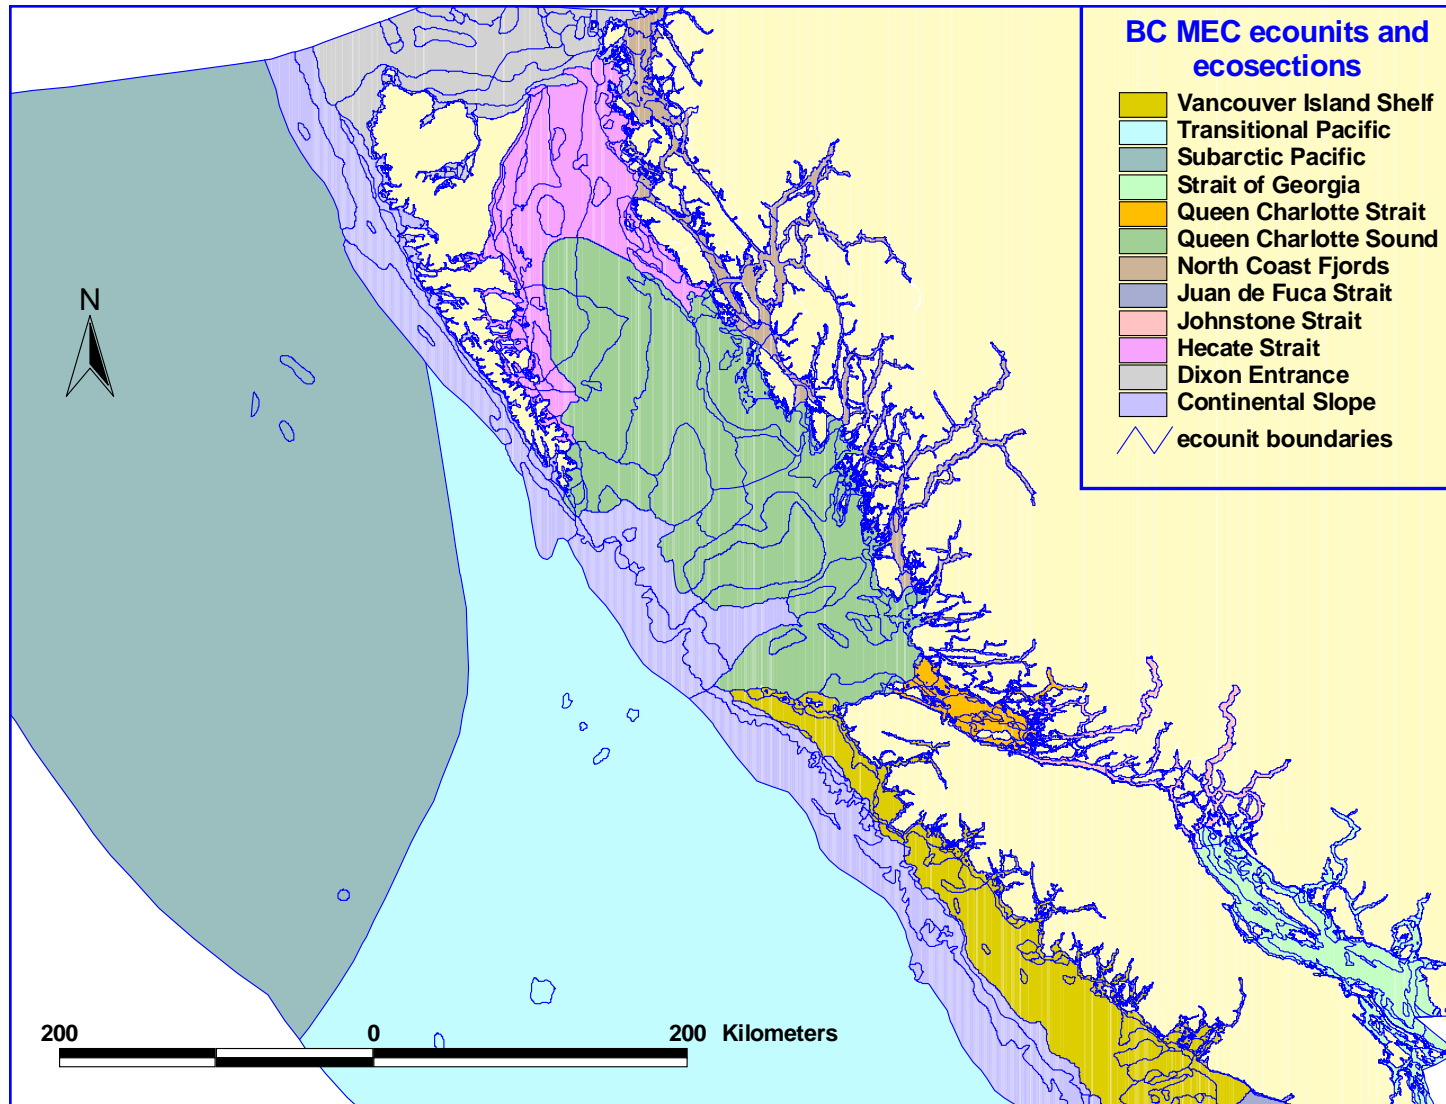 BC MEC ecounits and
ecosections
Vancouver Island Shelf
Transitional Pacific
Subarctic Pacific
Strait of Georgia
Queen Charlotte Strait
Queen Charlotte Sound
North Coast Fjords
Juan de Fuca Strait
Johnstone Strait
Hecate Strait
Dixon Entrance
Continental Slope
ecounit boundaries
N
200 0 200 Kilometers